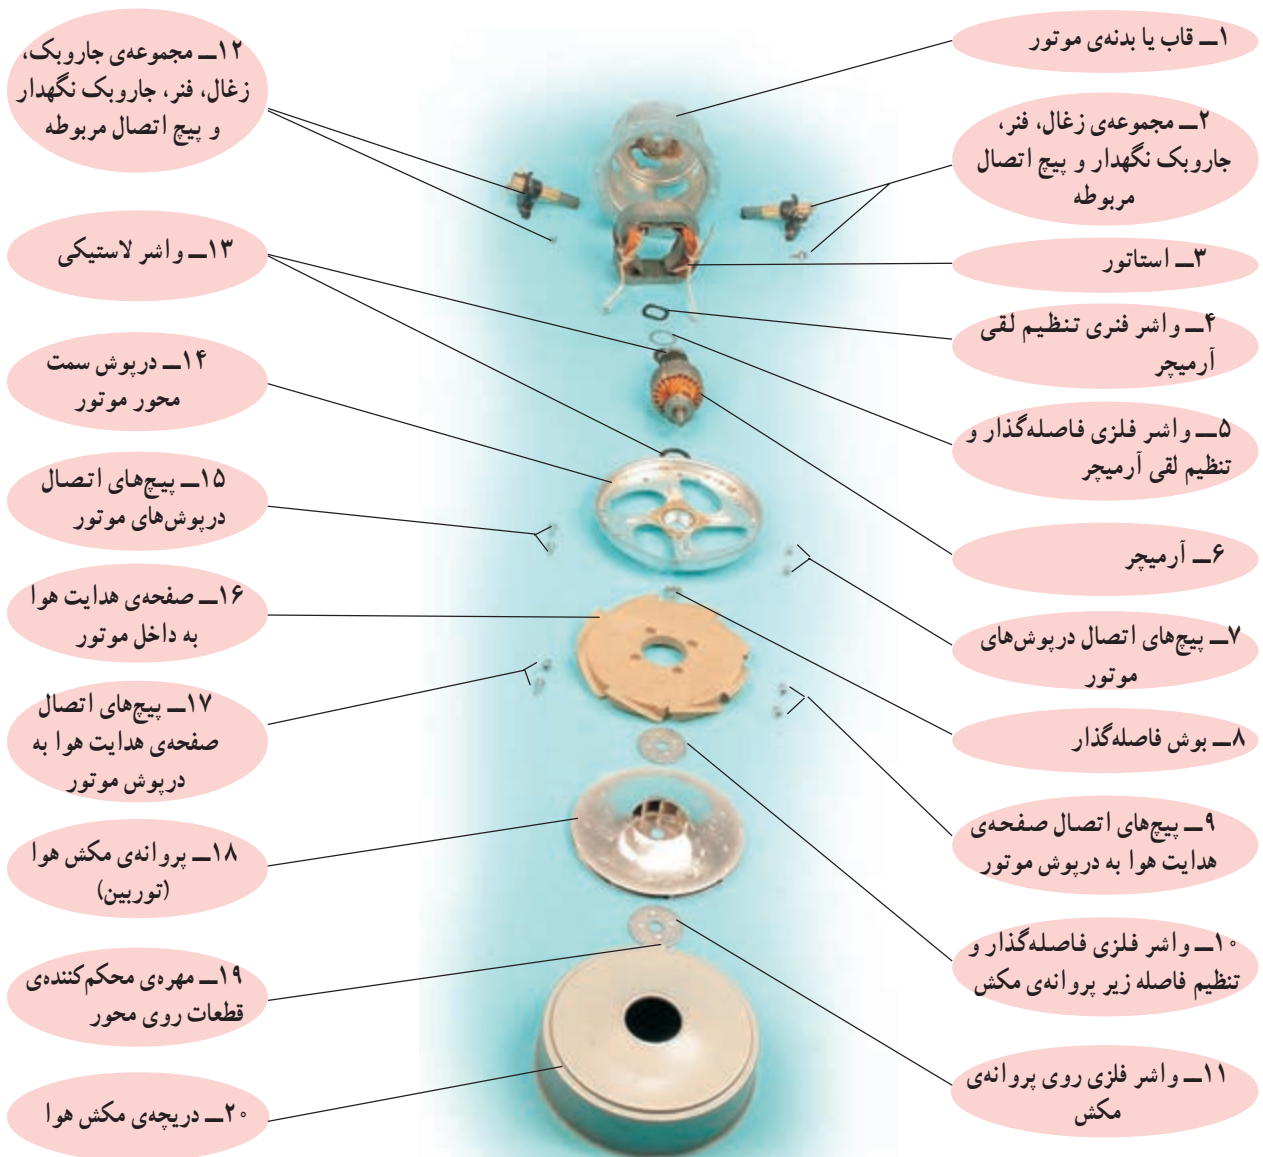 ۱ــ قاب یا بدنه‌ی موتور
۲ــ مجموعه‌ی زغال، فنر،
جاروبک نگهدار و پیچ اتصال
مربوطه
۳ــ استاتور
۴ــ واشر فنری تنظیم لقی
آرمیچر
۵ــ واشر فلزی فاصله‌گذار و
تنظیم لقی آرمیچر
۶ــ آرمیچر
۷ــ پیچ‌های اتصال درپوش‌های
موتور
۸ــ بوش فاصله‌گذار
۹ــ پیچ‌های اتصال صفحه‌ی
هدایت هوا به درپوش موتور
۱۰ــ واشر فلزی فاصله‌گذار و
تنظیم فاصله زیر پروانه‌ی مکش
۱۱ــ واشر فلزی روی پروانه‌ی
مکش
۱۲ــ مجموعه‌ی جاروبک،
زغال، فنر، جاروبک نگهدار
و پیچ اتصال مربوطه
۱۳ــ واشر لاستیکی
۱۴ــ درپوش سمت
محور موتور
۱۵ــ پیچ‌های اتصال
درپوش‌های موتور
۱۶ــ صفحه‌ی هدایت هوا
به داخل موتور
۱۷ــ پیچ‌های اتصال
صفحه‌ی هدایت هوا به
درپوش موتور
۱۸ــ پروانه‌ی مکش هوا
(توربین)
۱۹ــ مهره‌ی محکم‌کننده‌ی
قطعات روی محور
۲۰ــ دریچه‌ی مکش هوا